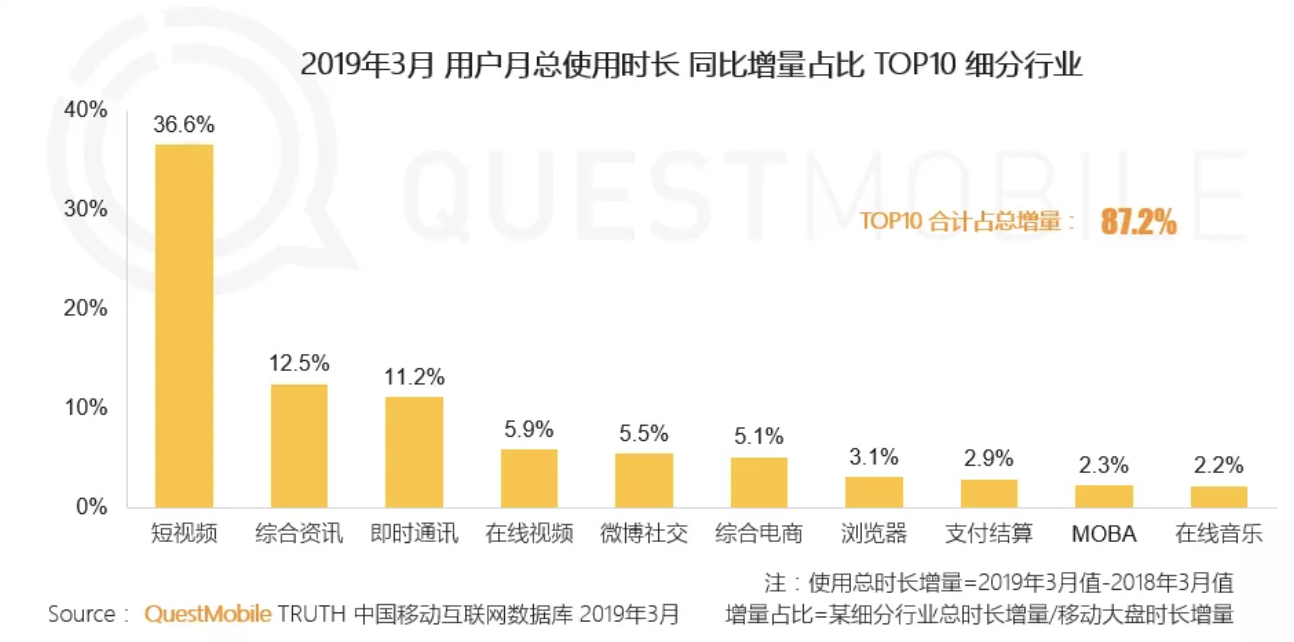 2019年3月 用户月总使用时长 同比增量占比 TOP10 细分行业
40%
30%
20%
10%
0%
36.6%
12.5%
11.2%
5.9%
5.5%
5.1%
3.1%
2.9%
2.3%
2.2%
QUESTMOBILE
TOP10 合计占总增量： 87.2%
短视频 综合资讯 即时通讯 在线视频 微博社交 综合电商 浏览器 支付结算 MOBA 在线音乐
注：使用总时长增量=2019年3月值-2018年3月值
Source： QuestMobile TRUTH 中国移动互联网数据库 2019年3月
增量占比=某细分行业总时长增量/移动大盘时长增量